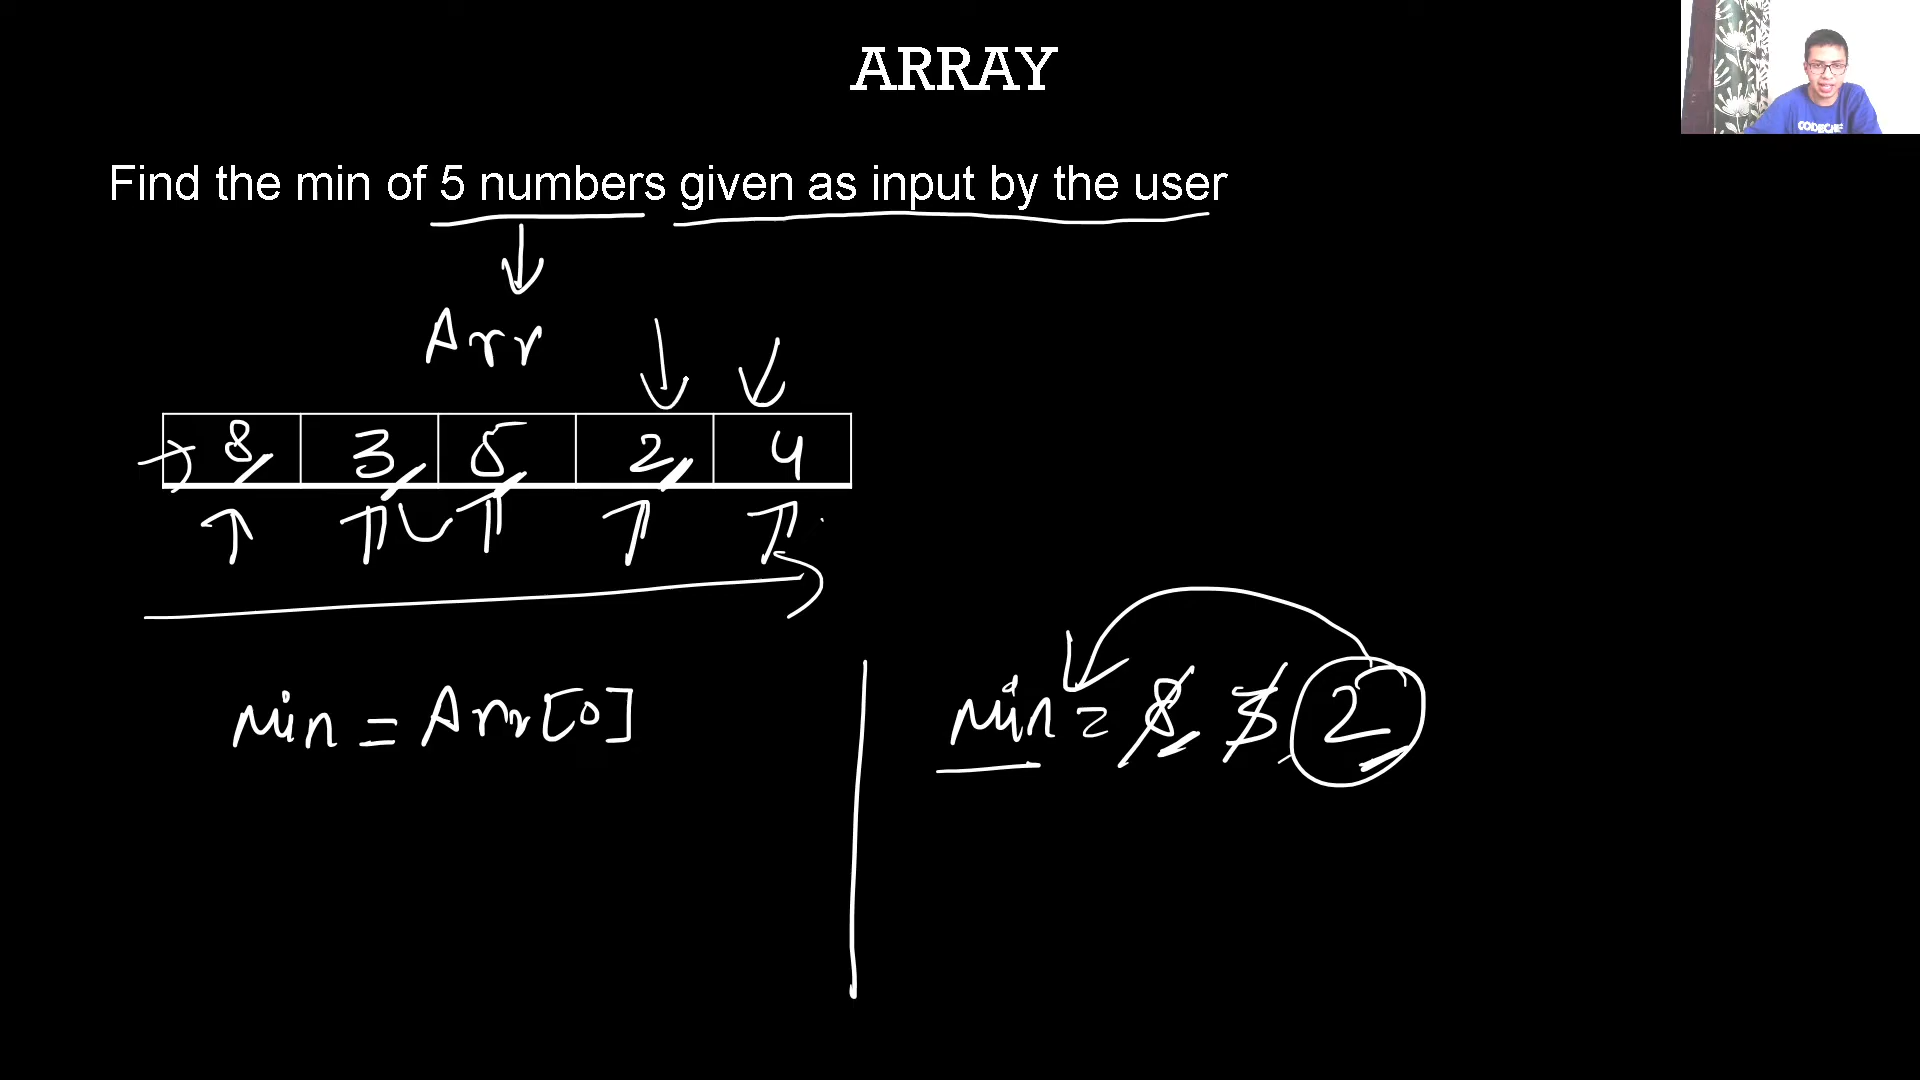 ARRAY
CODECHEF
Find the min of 5 numbers given as input by the user
Arr
8 3 5 2 4
min = Arr[0]
min = 8 3 2